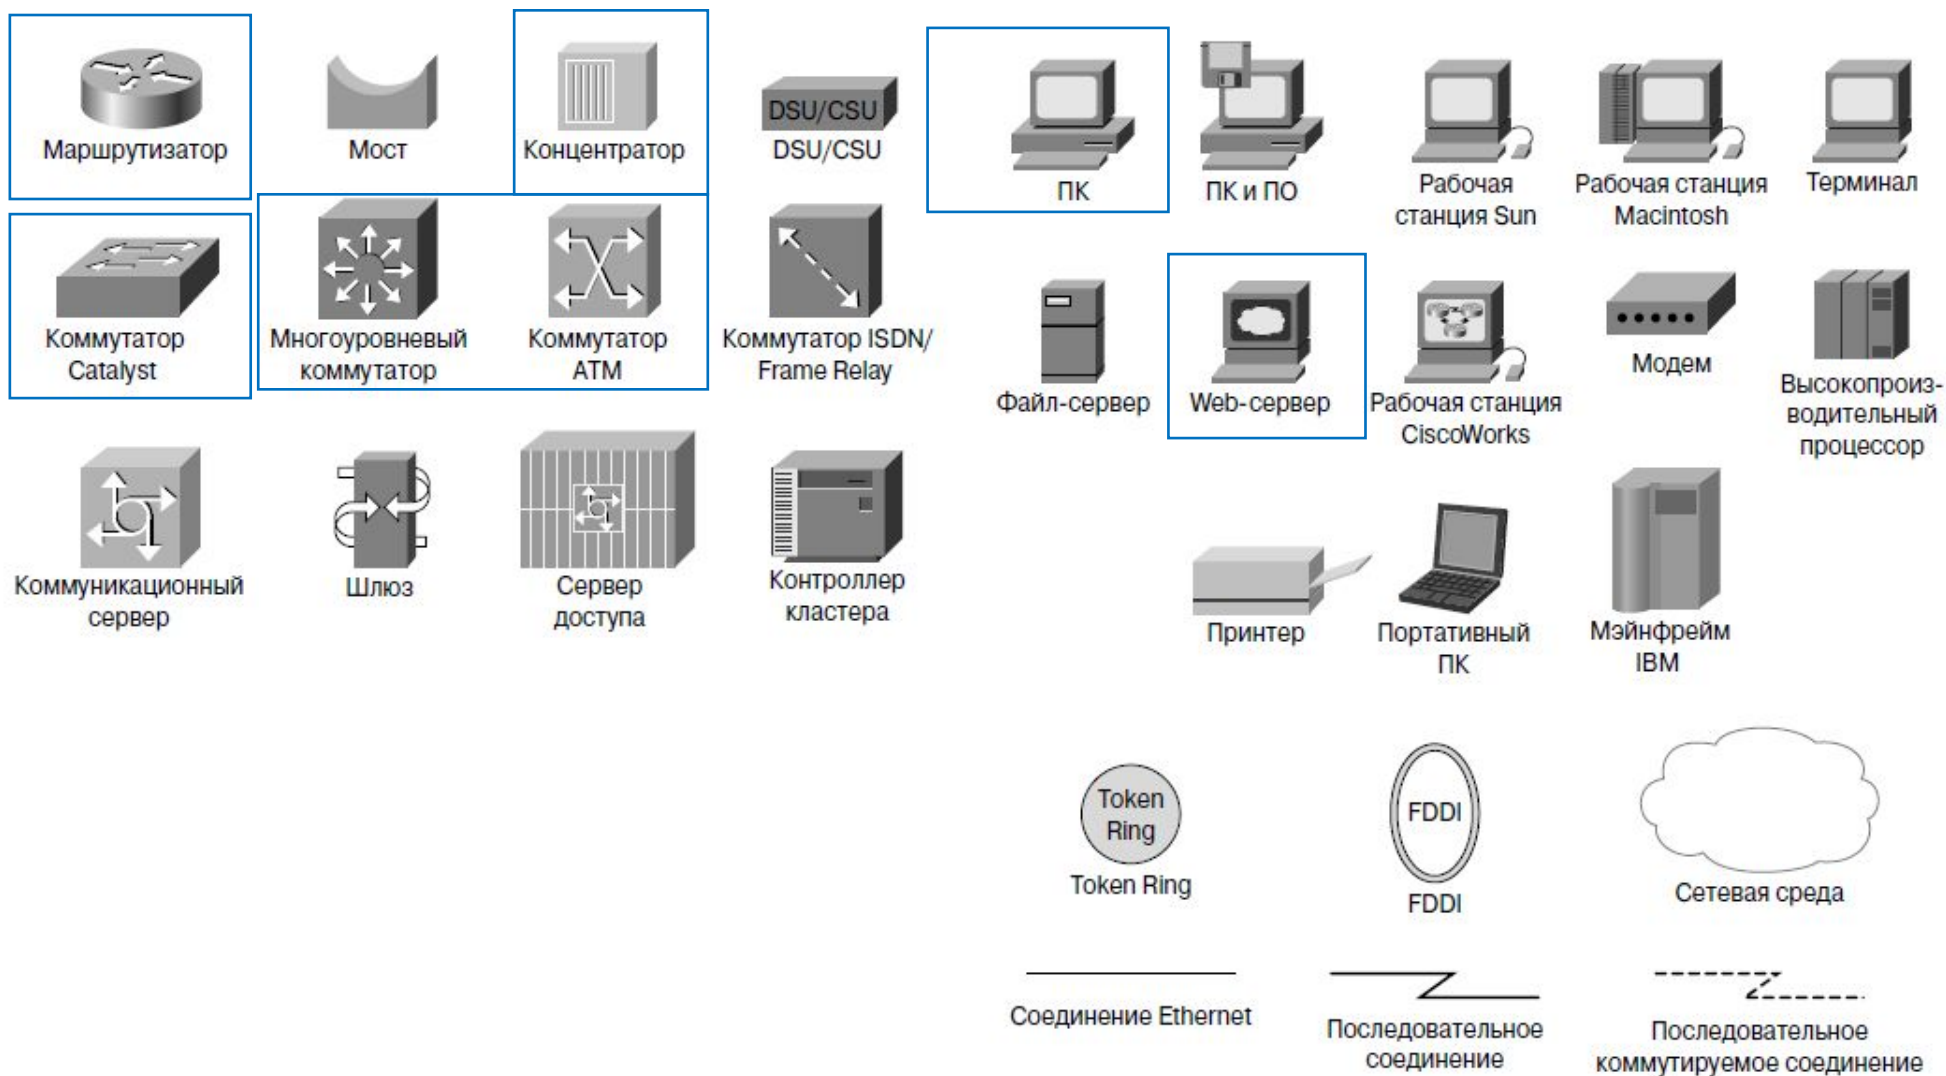 Маршрутизатор
Мост
Концентратор
DSU/CSU
DSU/CSU
ПК
ПК и ПО
Рабочая
станция Sun
Рабочая станция
Macintosh
Терминал
Коммутатор
Catalyst
Многоуровневый
коммутатор
Коммутатор
ATM
Коммутатор ISDN/
Frame Relay
Файл-сервер
Web-сервер
Рабочая станция
CiscoWorks
Модем
Высокопроиз-
водительный
процессор
Коммуникационный
сервер
Шлюз
Сервер
доступа
Контроллер
кластера
Принтер
Портативный
ПК
Мэйнфрейм
IBM
Token
Ring
Token Ring
FDDI
FDDI
Сетевая среда
Соединение Ethernet
Последовательное
соединение
Последовательное
коммутируемое соединение